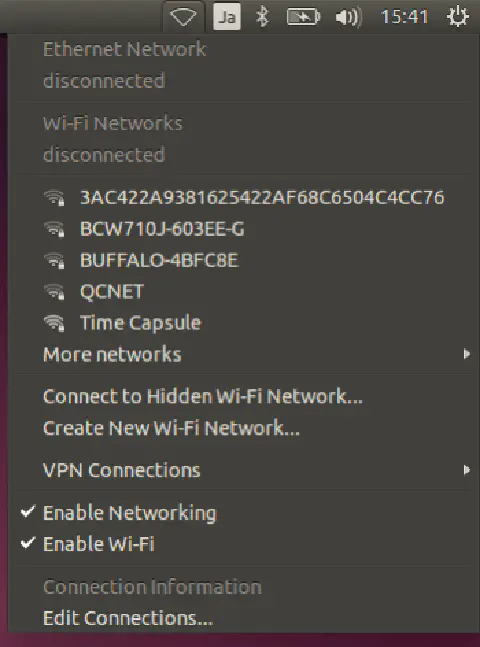 Ja 15:41
Ethernet Network
disconnected
Wi-Fi Networks
disconnected
3AC422A9381625422AF68C6504C4CC76
BCW710J-603EE-G
BUFFALO-4BFC8E
QCNET
Time Capsule
More networks
Connect to Hidden Wi-Fi Network...
Create New Wi-Fi Network...
VPN Connections
Enable Networking
Enable Wi-Fi
Connection Information
Edit Connections...